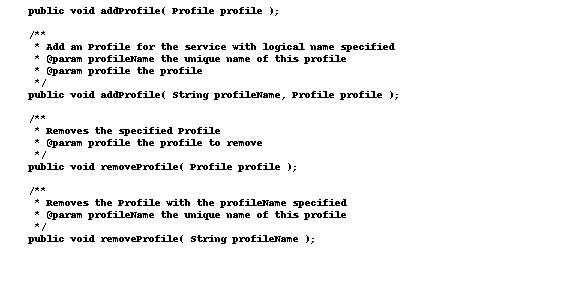 public void addProfile( Profile profile );
/**
* Add an Profile for the service with logical name specified
* @param profileName the unique name of this profile
* @param profile the profile
*/
public void addProfile( String profileName, Profile profile );
/**
* Removes the specified Profile
* @param profile the profile to remove
*/
public void removeProfile( Profile profile );
/**
* Removes the Profile with the profileName specified
* @param profileName the unique name of this profile
*/
public void removeProfile( String profileName );